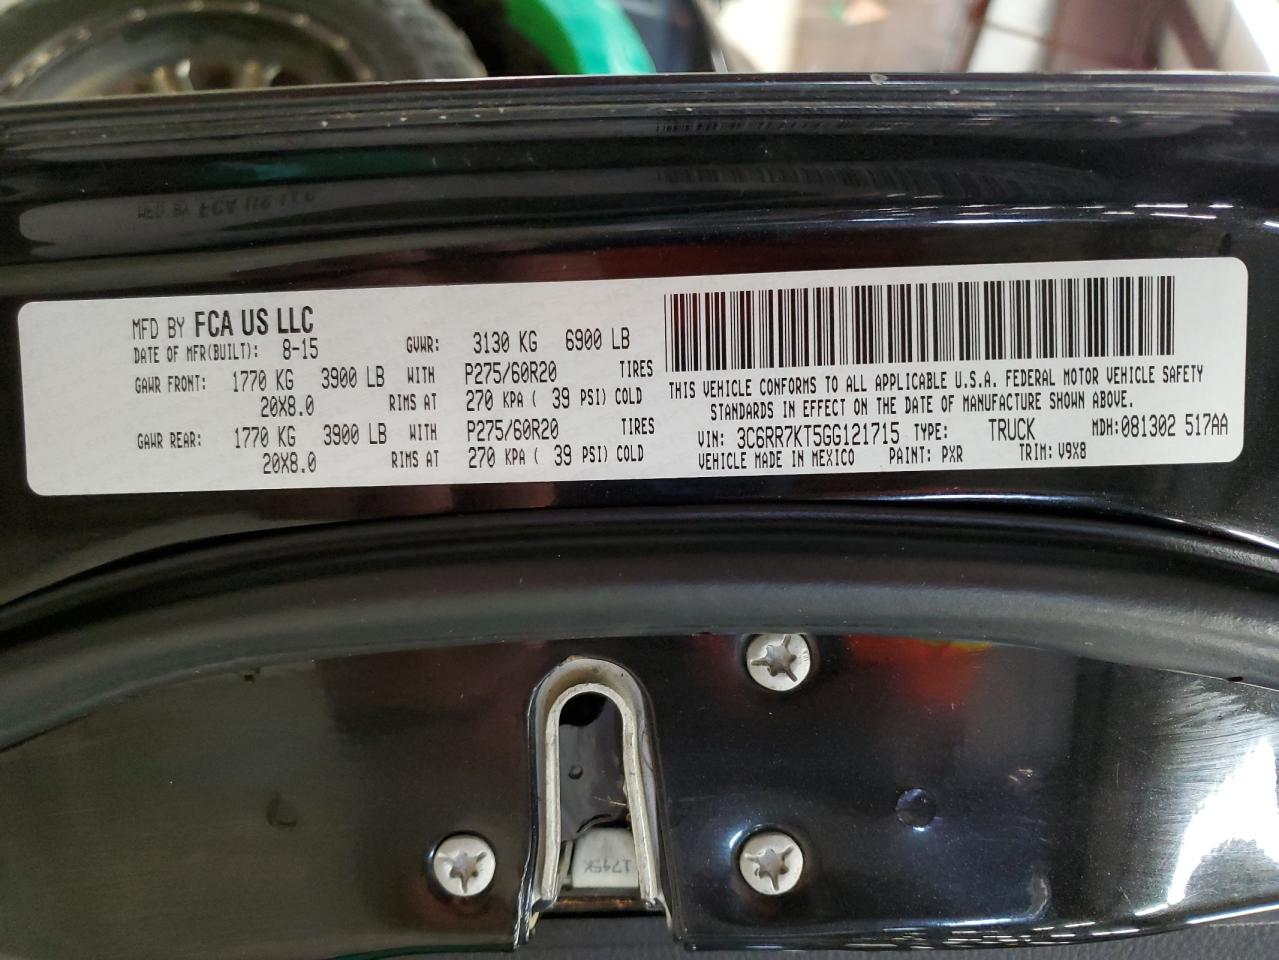 MFD BY FCA US LLC
DATE OF MFR(BUILT): 8-15 GVWR: 3130 KG 6900 LB
GAWR FRONT: 1770 KG 3900 LB WITH P275/60R20 TIRES
20X8.0 RIMS AT 270 KPA ( 39 PSI) COLD
GAWR REAR: 1770 KG 3900 LB WITH P275/60R20 TIRES
20X8.0 RIMS AT 270 KPA ( 39 PSI) COLD
THIS VEHICLE CONFORMS TO ALL APPLICABLE U.S.A. FEDERAL MOTOR VEHICLE SAFETY
STANDARDS IN EFFECT ON THE DATE OF MANUFACTURE SHOWN ABOVE.
VIN: 3C6RR7KT5GG121715 TYPE: TRUCK MDH:081302 517AA
VEHICLE MADE IN MEXICO PAINT: PXR TRIM: V9X8